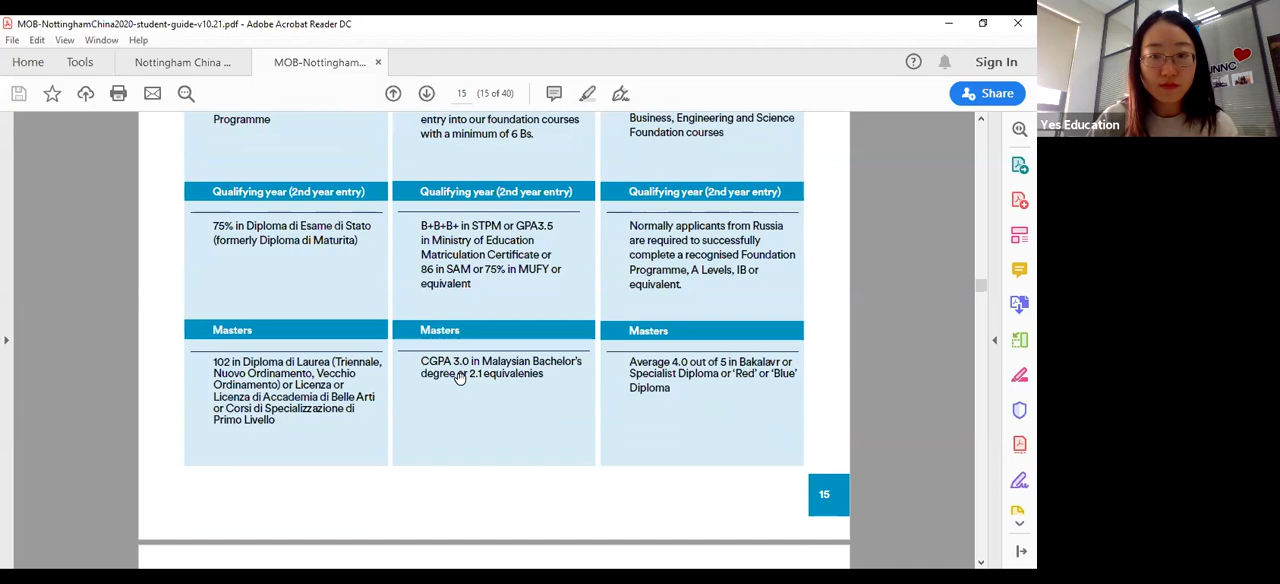 MOB-NottinghamChina2020-student-guide-v10.21.pdf - Adobe Acrobat Reader DC
File Edit View Window Help
Home Tools Nottingham China ... MOB-Nottingham... × Sign In
15 (15 of 40) Share
Programme
entry into our foundation courses
with a minimum of 6 Bs.
Business, Engineering and Science
Foundation courses
Qualifying year (2nd year entry)
75% in Diploma di Esame di Stato
(formerly Diploma di Maturita)
Qualifying year (2nd year entry)
B+B+B+ in STPM or GPA3.5
in Ministry of Education
Matriculation Certificate or
86 in SAM or 75% in MUFY or
equivalent
Qualifying year (2nd year entry)
Normally applicants from Russia
are required to successfully
complete a recognised Foundation
Programme, A Levels, IB or
equivalent.
Masters
102 in Diploma di Laurea (Triennale,
Nuovo Ordinamento, Vecchio
Ordinamento) or Licenza or
Licenza di Accademia di Belle Arti
or Corsi di Specializzazione di
Primo Livello
Masters
CGPA 3.0 in Malaysian Bachelor's
degree or 2.1 equivalenies
Masters
Average 4.0 out of 5 in Bakalavr or
Specialist Diploma or 'Red' or 'Blue'
Diploma
15
UNNC
Yes Education